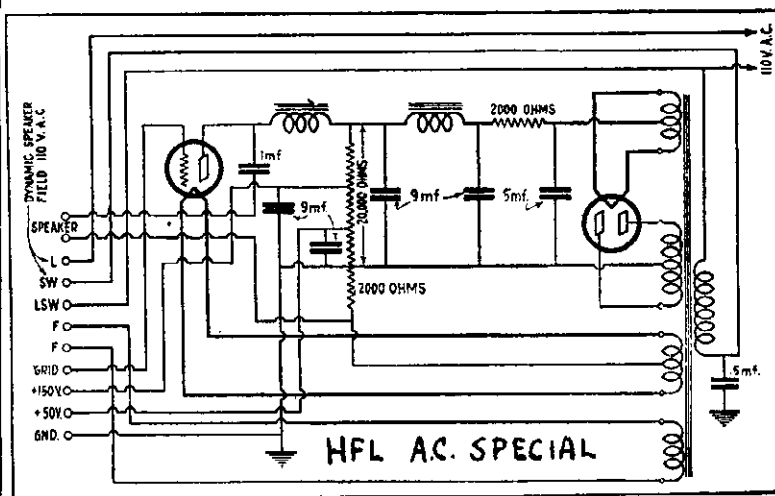 110 V. A.C.
DYNAMIC SPEAKER
FIELD 110 V. A.C
2000 OHMS
1mf
20,000 OHMS
9mf.
5mf.
9mf.
SPEAKER
L
SW
LSW
2000 OHMS
F
F
GRID
+150V.
+50V.
GND.
.5mf.
HFL A.C. SPECIAL